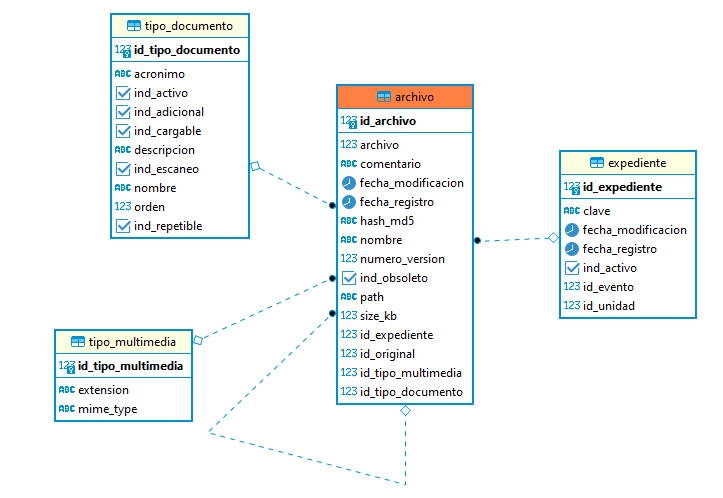 tipo_documento
id_tipo_documento
acronimo
ind_activo
ind_adicional
ind_cargable
descripcion
ind_escaneo
nombre
orden
ind_repetible
archivo
id_archivo
archivo
comentario
fecha_modificacion
fecha_registro
hash_md5
nombre
numero_version
ind_obsoleto
path
size_kb
id_expediente
id_original
id_tipo_multimedia
id_tipo_documento
expediente
id_expediente
clave
fecha_modificacion
fecha_registro
ind_activo
id_evento
id_unidad
tipo_multimedia
id_tipo_multimedia
extension
mime_type